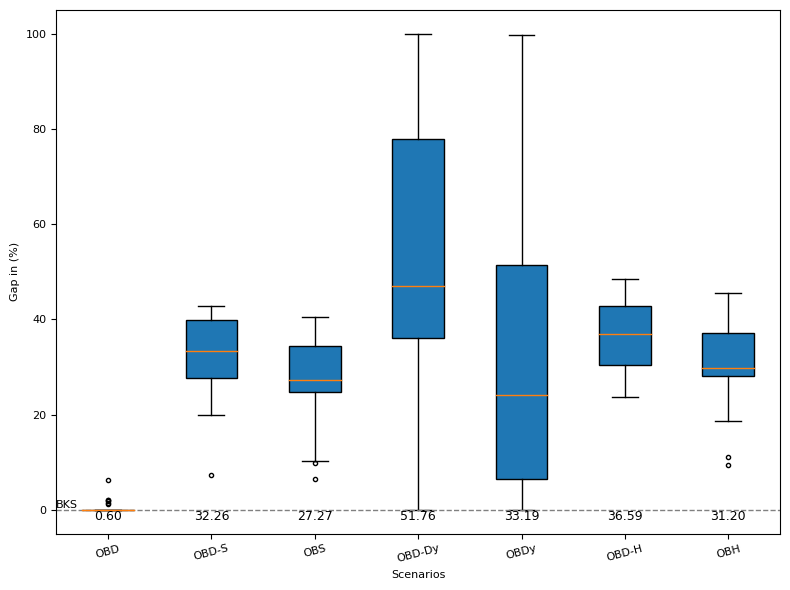 100
80
60
40
20
0
Gap in (%)
BKS
0.60 32.26 27.27 51.76 33.19 36.59 31.20
OBD OBD-S OBS OBD-Dy OBDy OBD-H OBH
Scenarios